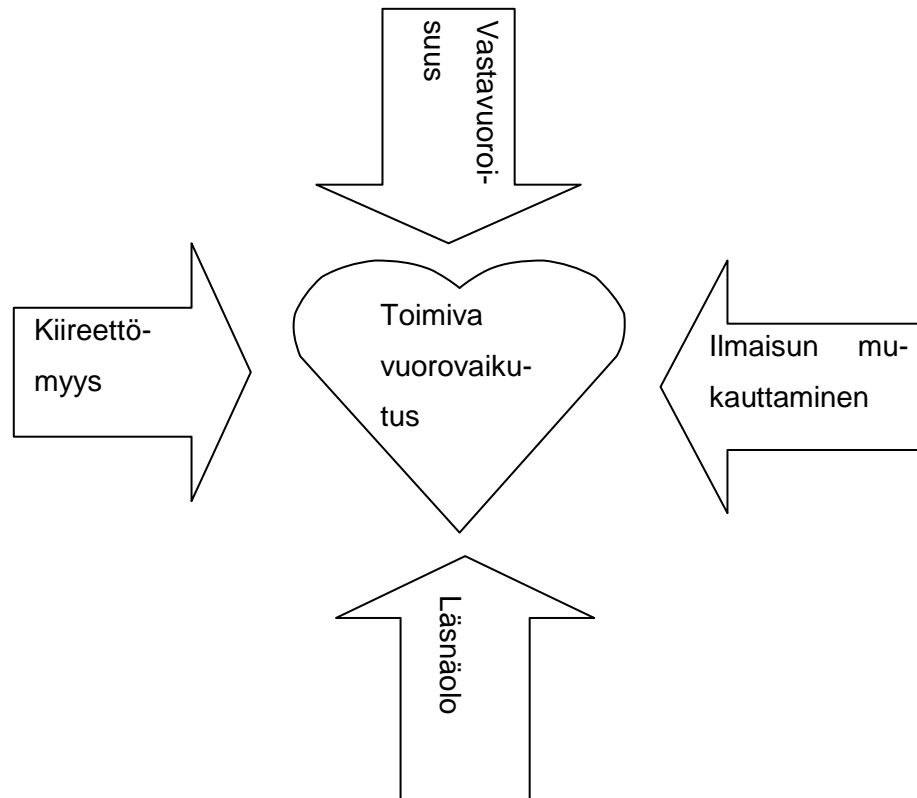 Vastavuoroi-
suus
Kiireettö-
myys
Toimiva
vuorovaiku-
tus
Ilmaisun mu-
kauttaminen
Läsnäolo